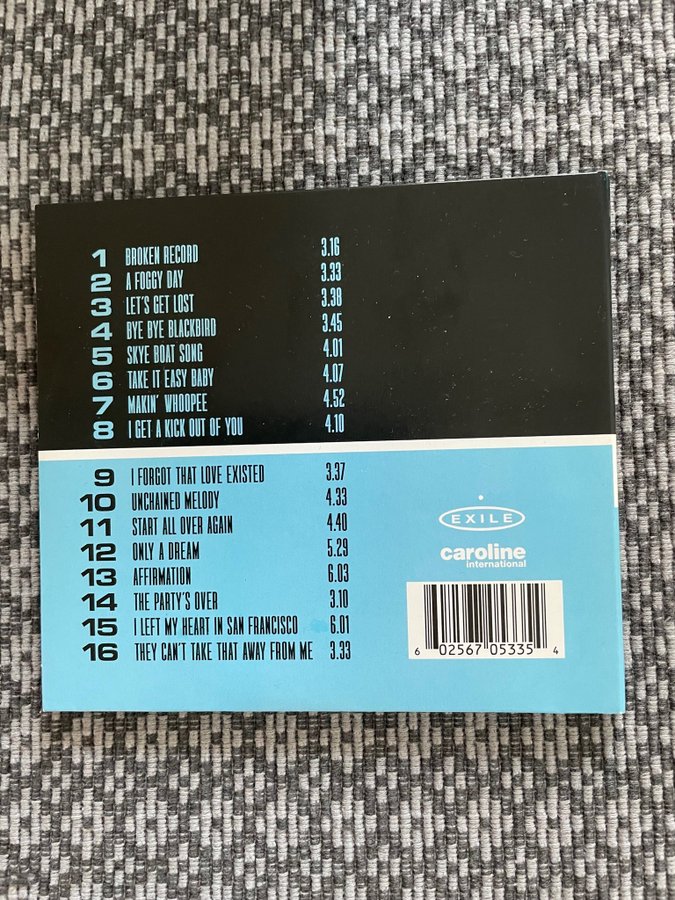 1 BROKEN RECORD 3.16
2 A FOGGY DAY 3.33
3 LET'S GET LOST 3.38
4 BYE BYE BLACKBIRD 3.45
5 SKYE BOAT SONG 4.01
6 TAKE IT EASY BABY 4.07
7 MAKIN' WHOOPEE 4.52
8 I GET A KICK OUT OF YOU 4.10
9 I FORGOT THAT LOVE EXISTED 3.37
10 UNCHAINED MELODY 4.33
11 START ALL OVER AGAIN 4.40
12 ONLY A DREAM 5.29
13 AFFIRMATION 6.03
14 THE PARTY'S OVER 3.10
15 I LEFT MY HEART IN SAN FRANCISCO 6.01
16 THEY CAN'T TAKE THAT AWAY FROM ME 3.33
EXILE
caroline
international
6 02567 05335 4